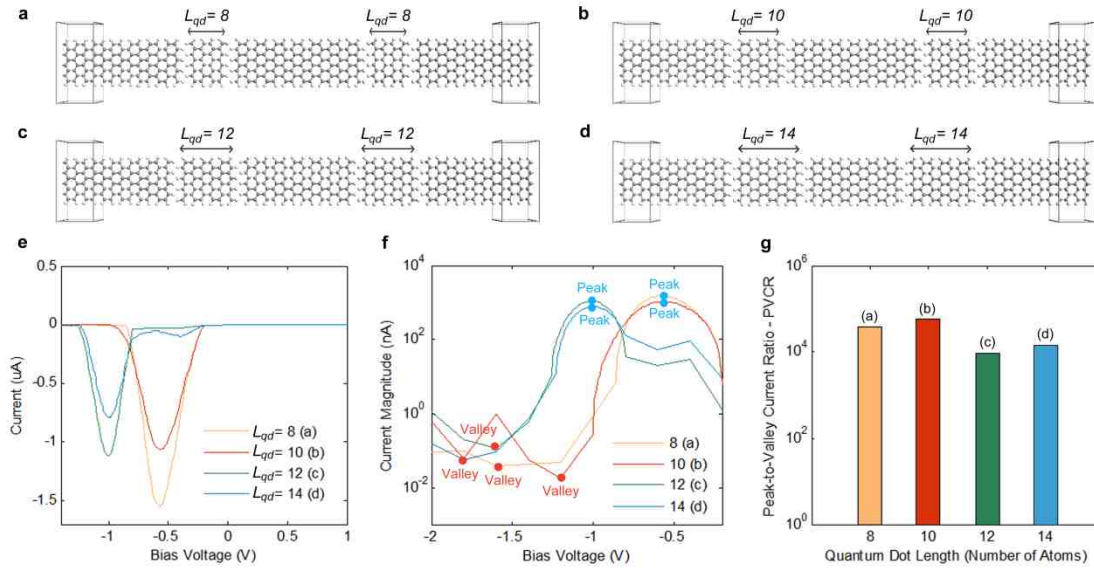 a
L_qd= 8
L_qd= 8
b
L_qd= 10
L_qd= 10
c
L_qd= 12
L_qd= 12
d
L_qd= 14
L_qd= 14
e
0.5
0
-0.5
-1
-1.5
Current (uA)
-1
-0.5
0
0.5
1
Bias Voltage (V)
L_qd= 8 (a)
L_qd= 10 (b)
L_qd= 12 (c)
L_qd= 14 (d)
f
10^4
10^2
10^0
10^-2
Current Magnitude (nA)
Peak
Peak
Peak
Peak
Valley
Valley
Valley
Valley
8 (a)
10 (b)
12 (c)
14 (d)
-2
-1.5
-1
-0.5
Bias Voltage (V)
g
10^6
10^4
10^2
10^0
Peak-to-Valley Current Ratio - PVCR
(a)
(b)
(c)
(d)
8
10
12
14
Quantum Dot Length (Number of Atoms)